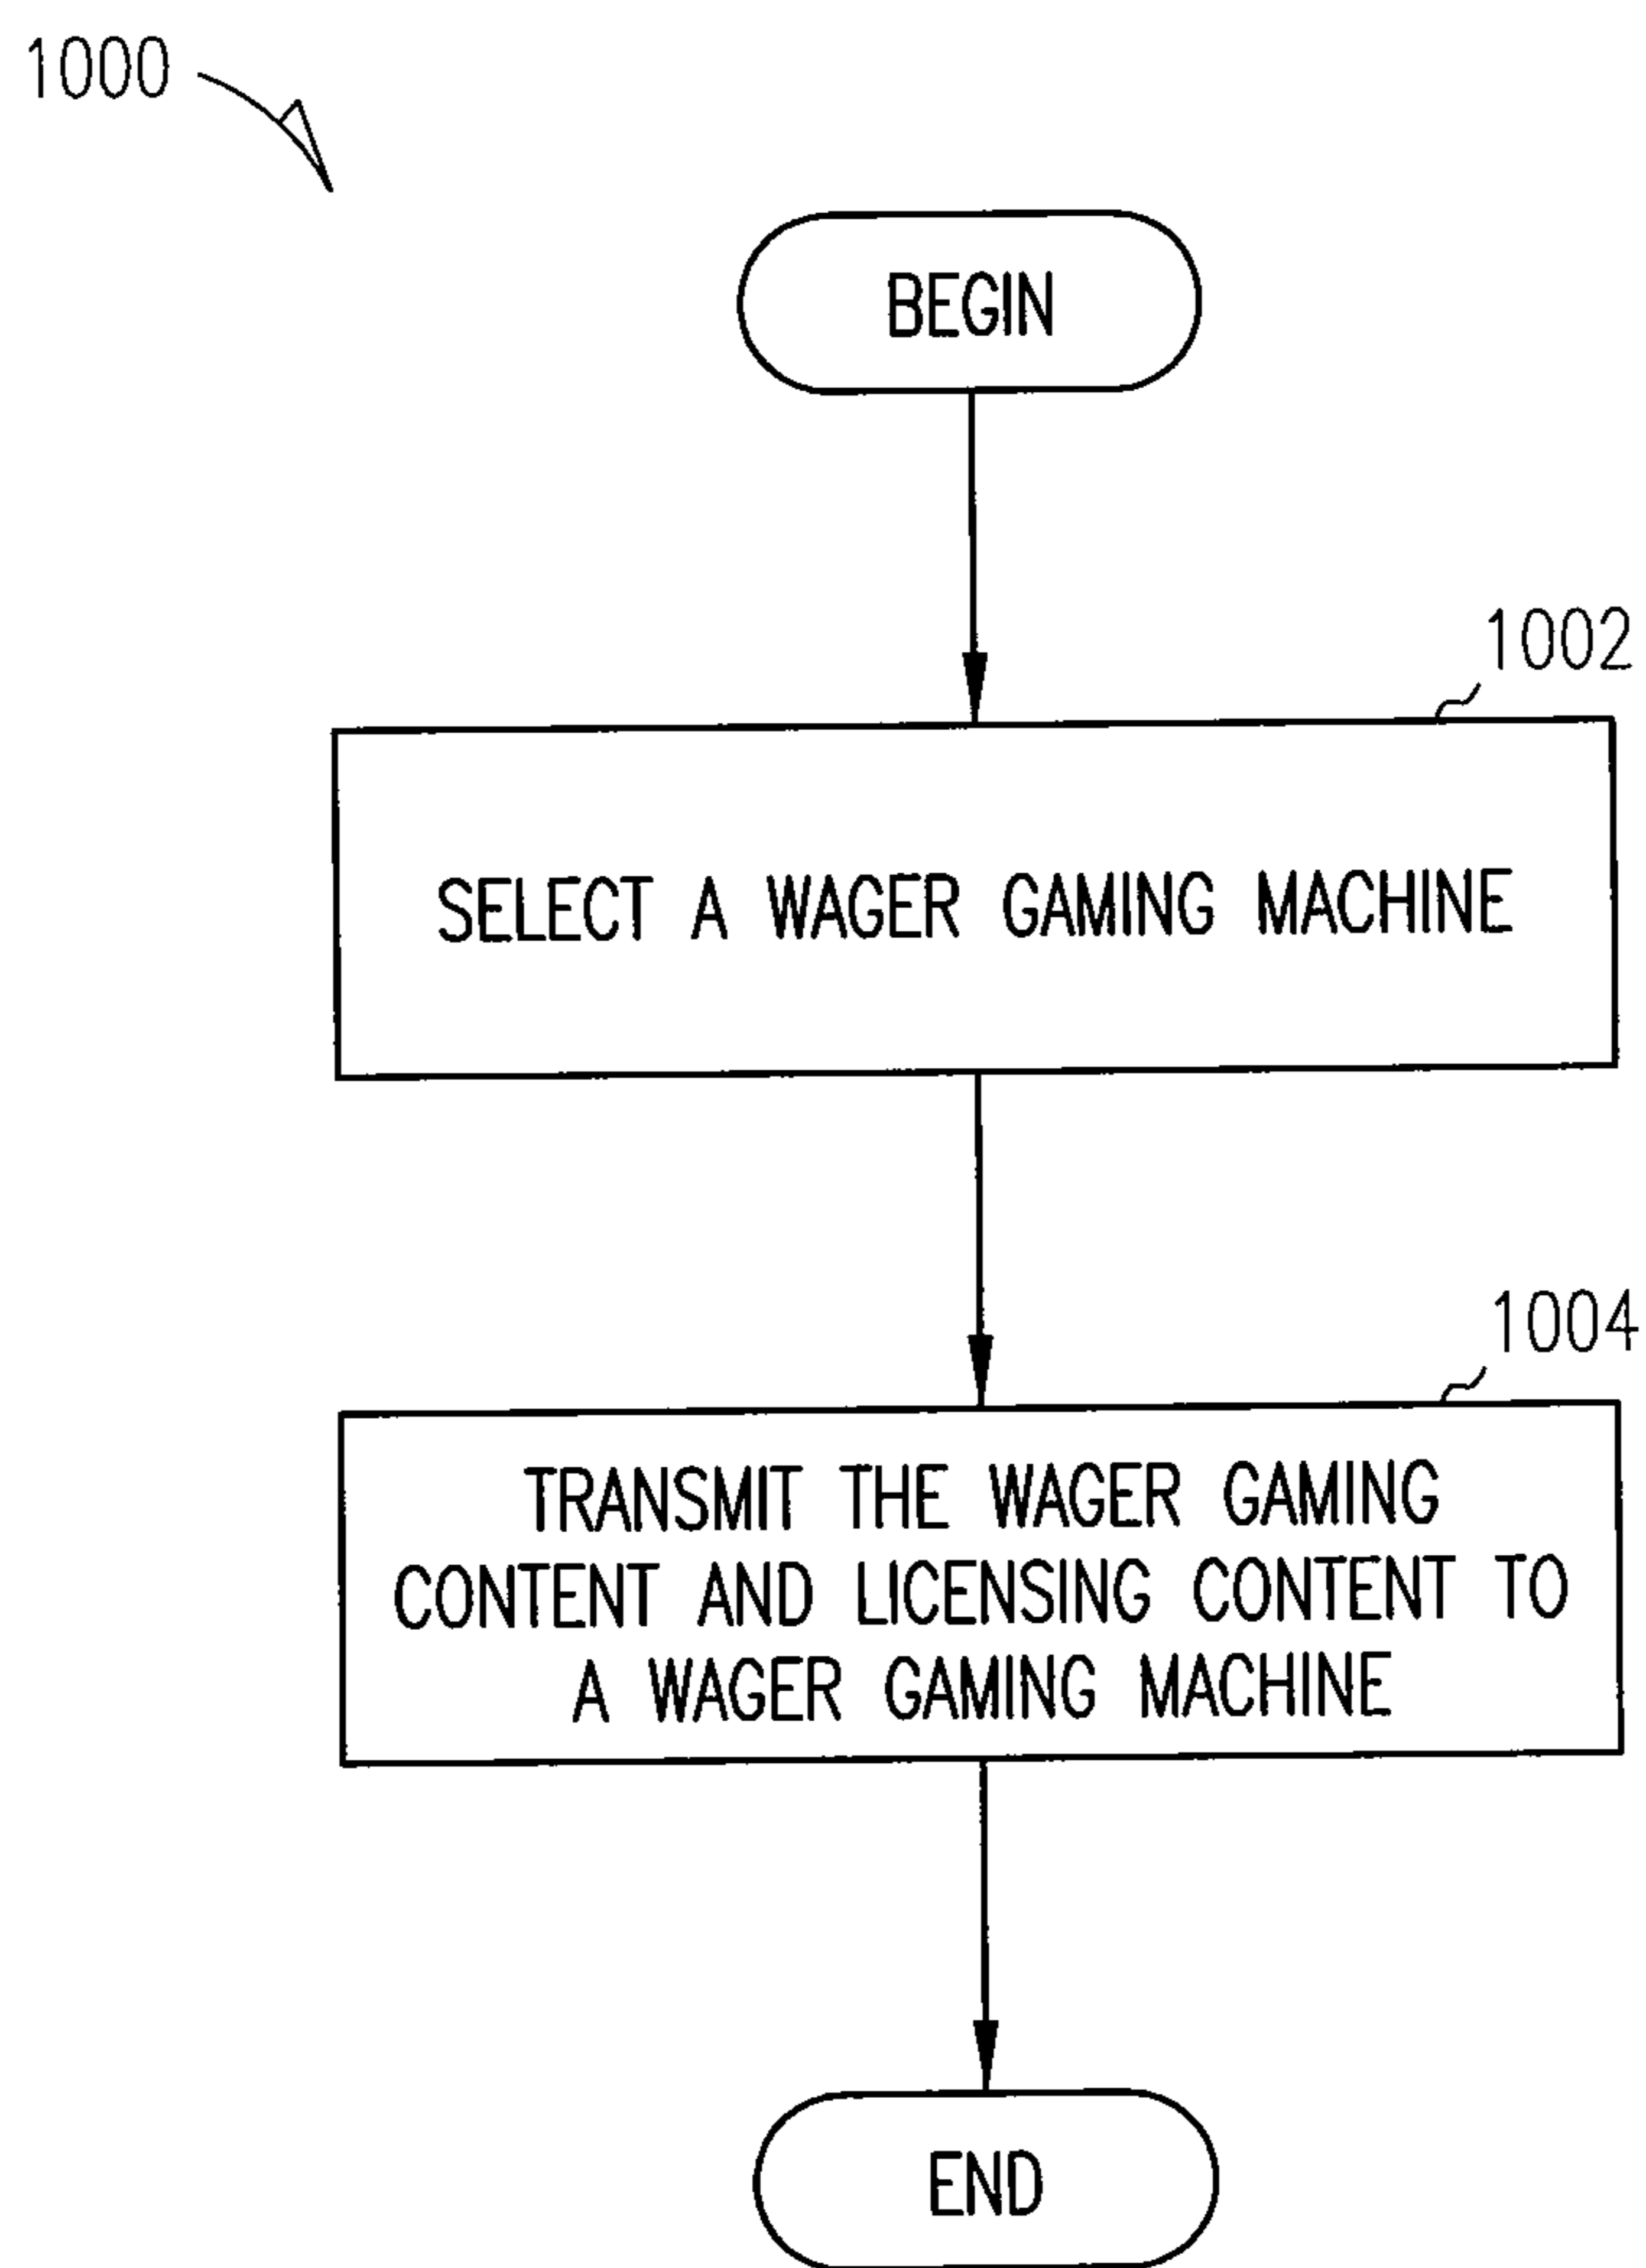 1000
BEGIN
1002
SELECT A WAGER GAMING MACHINE
1004
TRANSMIT THE WAGER GAMING
CONTENT AND LICENSING CONTENT TO
A WAGER GAMING MACHINE
END